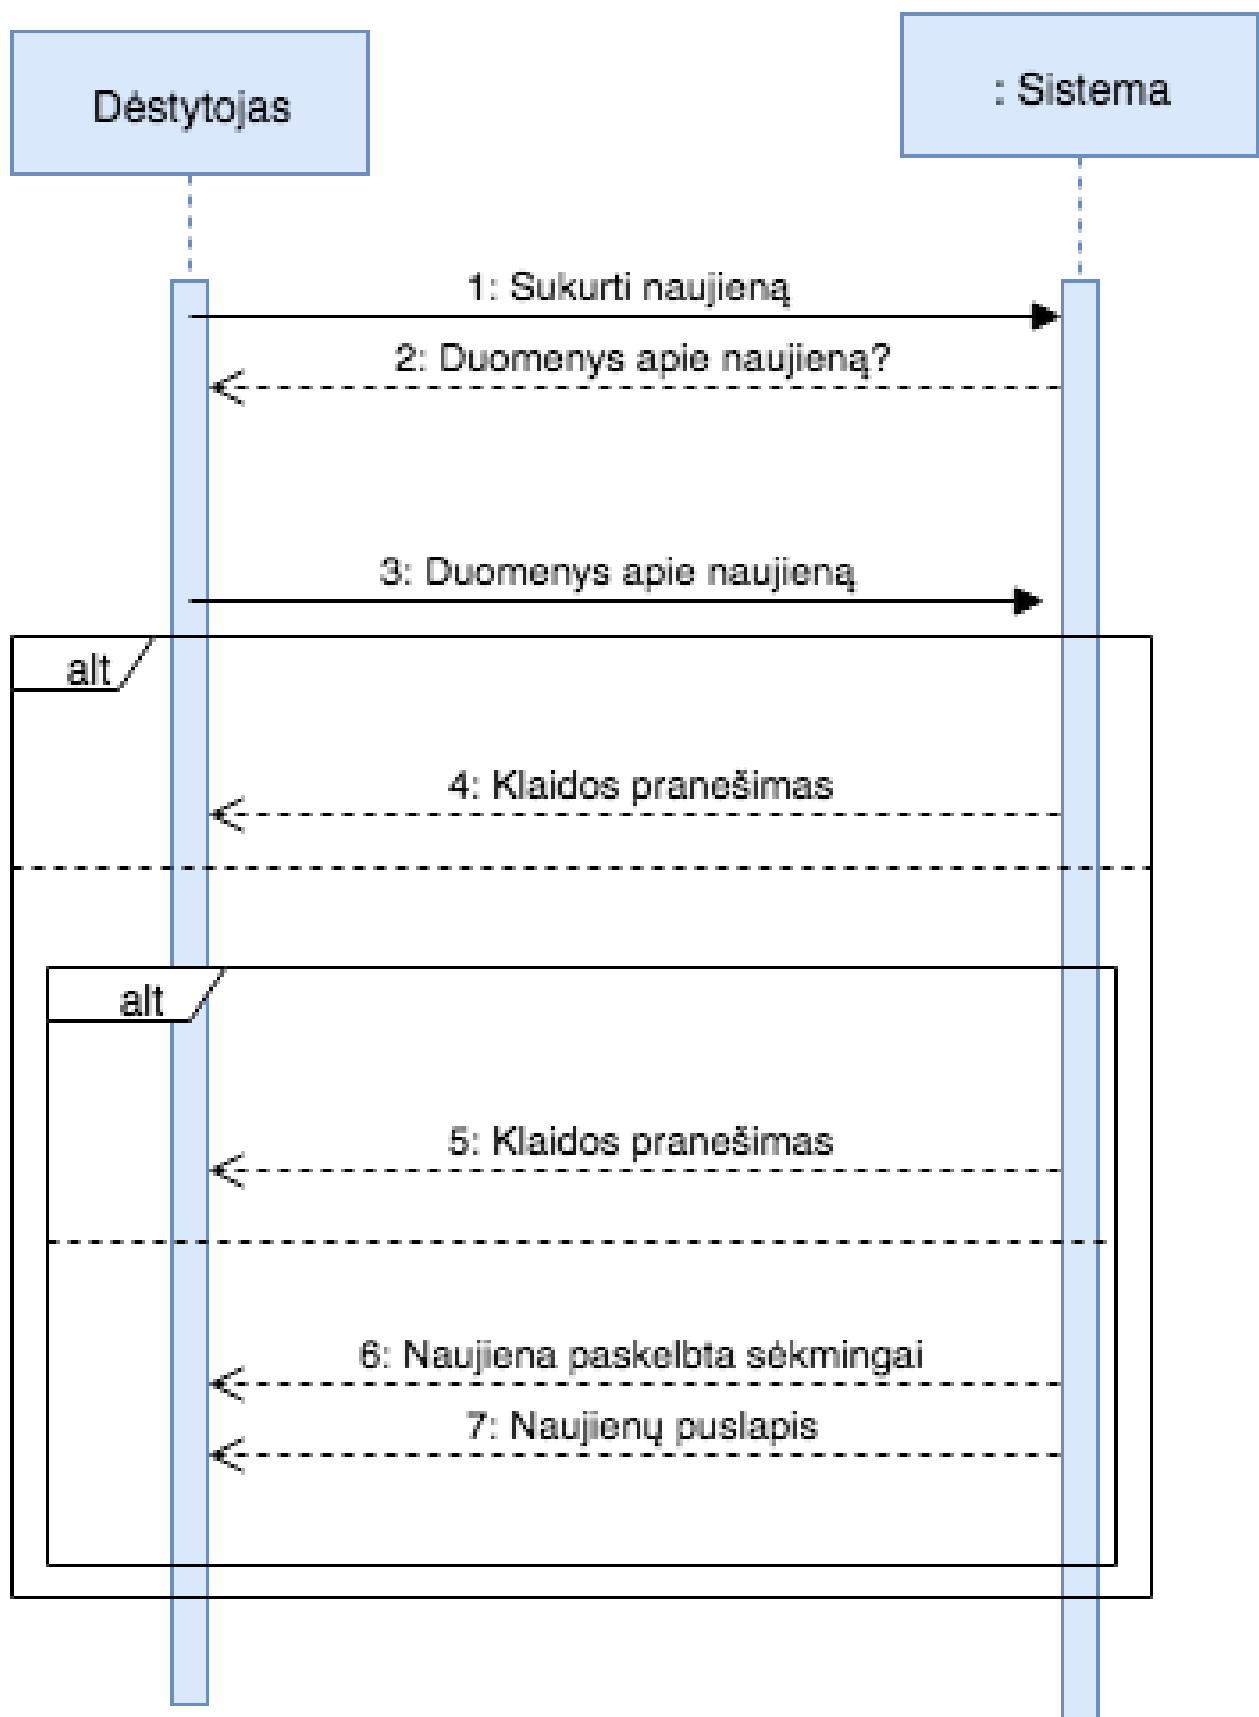 Dėstytojas
: Sistema
1: Sukurti naujieną
2: Duomenys apie naujieną?
3: Duomenys apie naujieną
alt
4: Klaidos pranešimas
alt
5: Klaidos pranešimas
6: Naujiena paskelbta sėkmingai
7: Naujienų puslapis